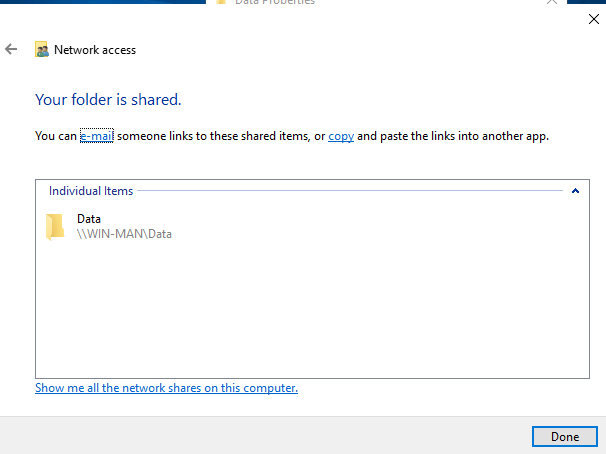 Data Properties
Network access
Your folder is shared.
You can e-mail someone links to these shared items, or copy and paste the links into another app.
Individual Items
Data
\\WIN-MAN\Data
Show me all the network shares on this computer.
Done